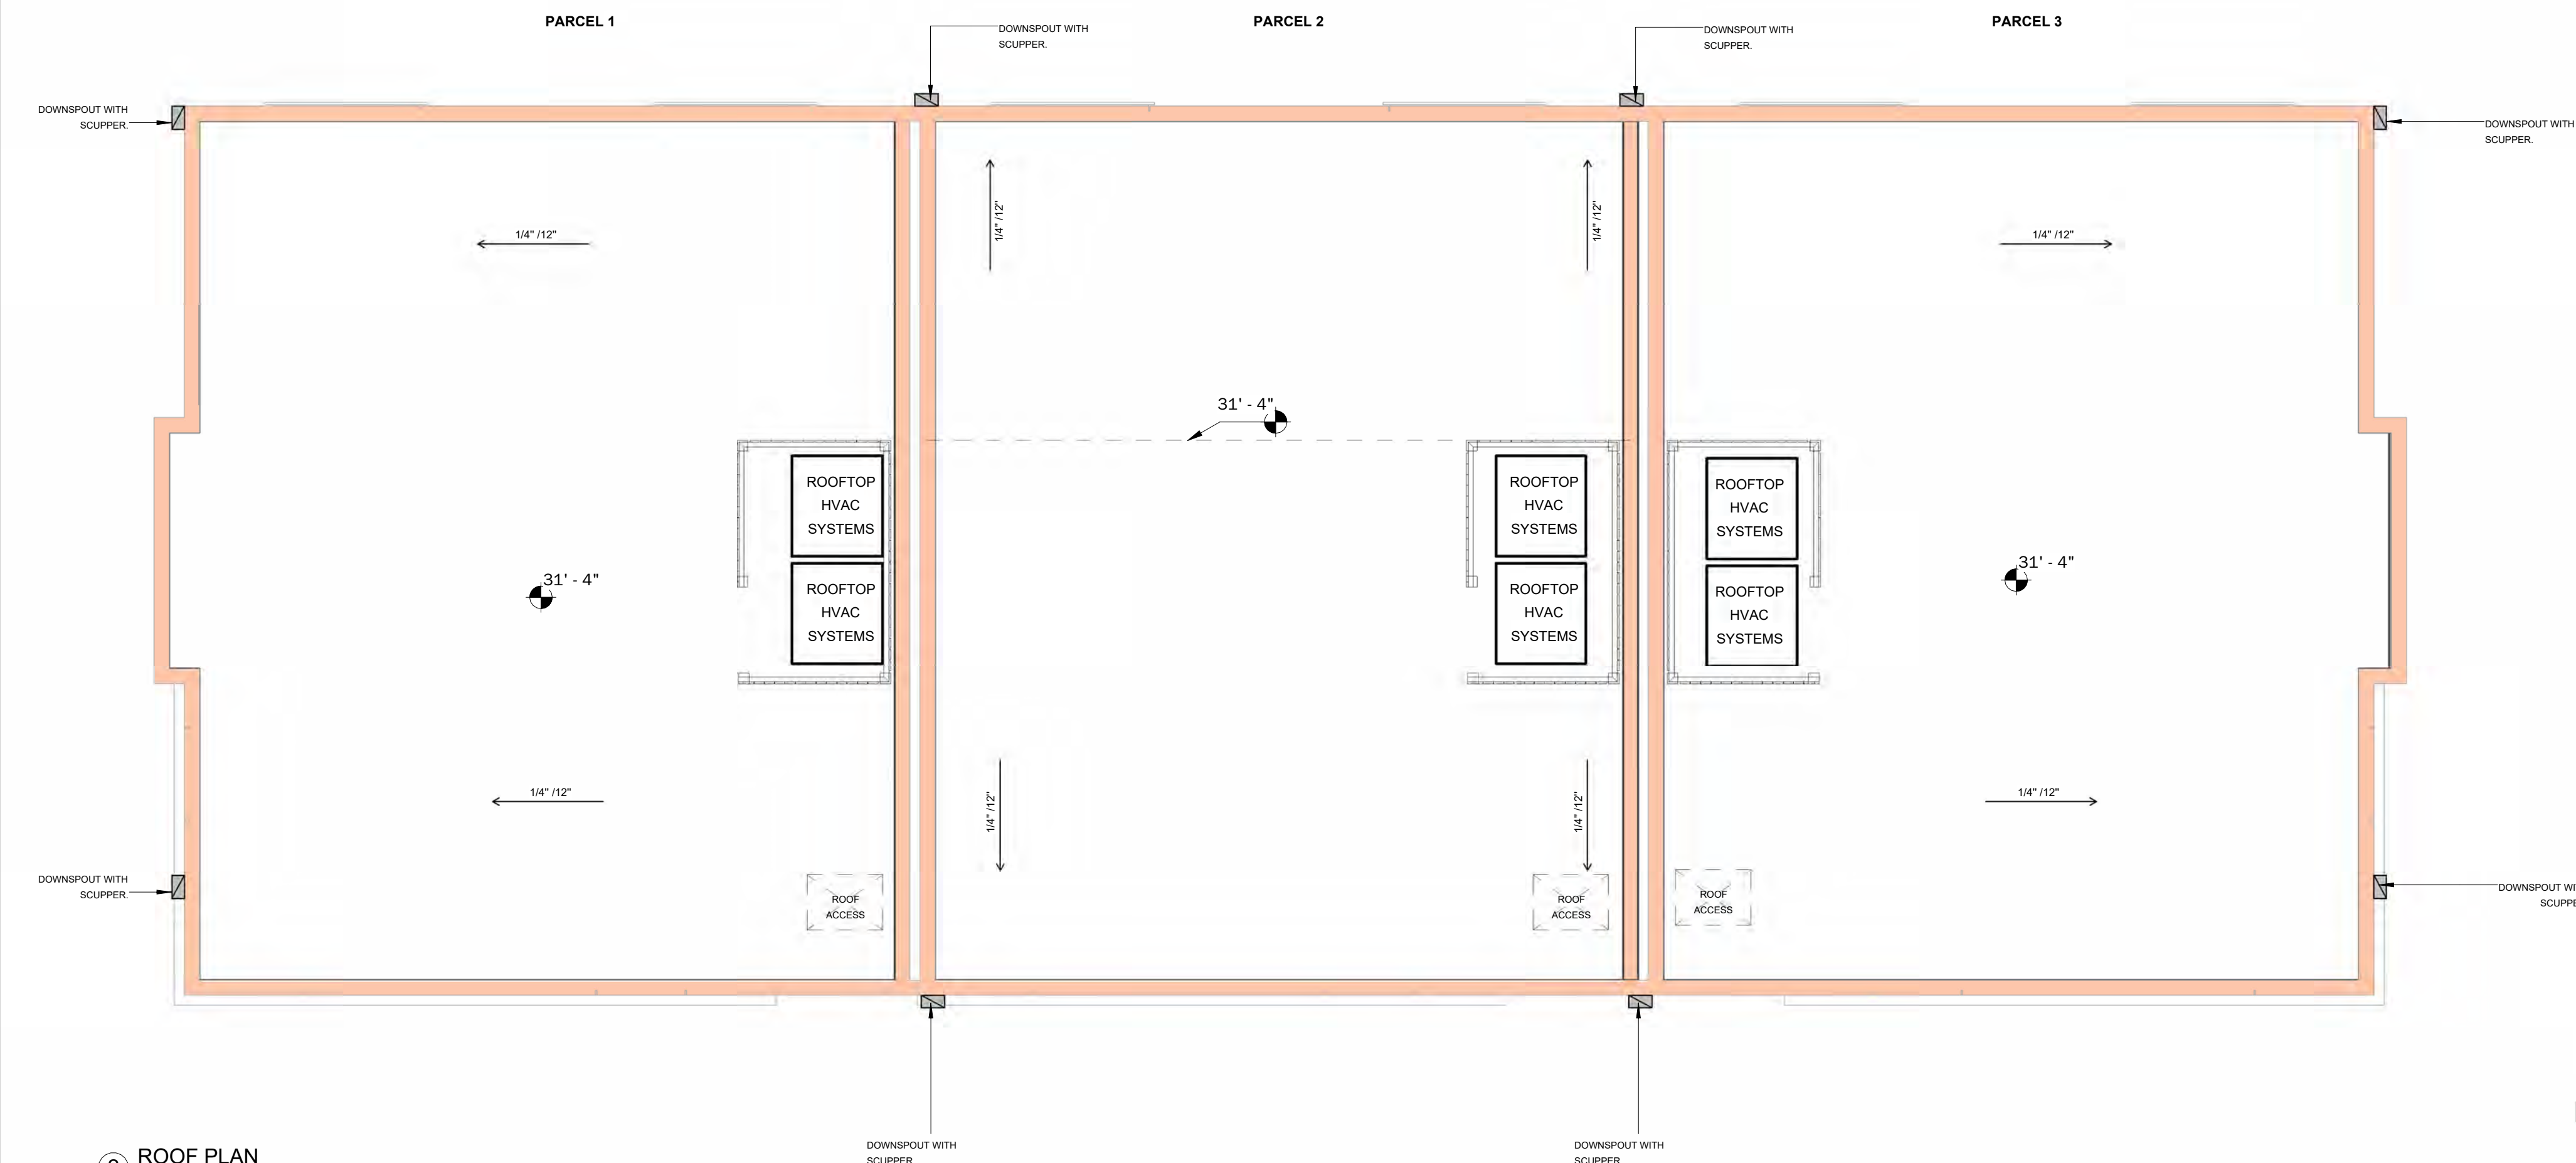 PARCEL 1
PARCEL 2
PARCEL 3
DOWNSPOUT WITH
SCUPPER.
DOWNSPOUT WITH
SCUPPER.
DOWNSPOUT WITH
SCUPPER.
DOWNSPOUT WITH
SCUPPER.
1/4" /12"
1/4" /12"
1/4" /12"
1/4" /12"
31' - 4"
ROOFTOP
HVAC
SYSTEMS
ROOFTOP
HVAC
SYSTEMS
ROOFTOP
HVAC
SYSTEMS
31' - 4"
31' - 4"
ROOFTOP
HVAC
SYSTEMS
ROOFTOP
HVAC
SYSTEMS
ROOFTOP
HVAC
SYSTEMS
1/4" /12"
1/4" /12"
1/4" /12"
1/4" /12"
DOWNSPOUT WITH
SCUPPER.
ROOF
ACCESS
ROOF
ACCESS
ROOF
ACCESS
DOWNSPOUT WI
SCUPPE
DOWNSPOUT WITH
SCUPPER
DOWNSPOUT WITH
SCUPPER
ROOF PLAN